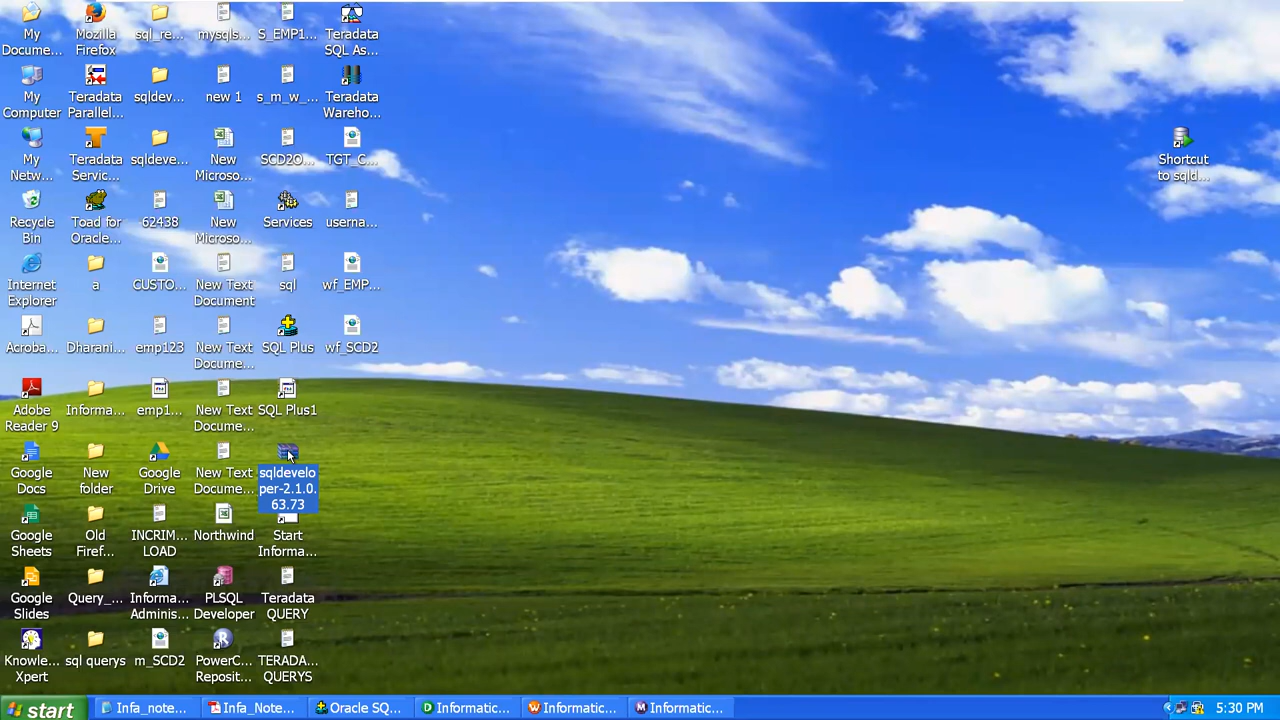 My
Docume...
Mozilla
Firefox
sql_re...
mysqls...
S_EMP1...
Teradata
SQL As...
My
Computer
Teradata
Parallel...
sqldev...
new 1
s_m_w_...
Teradata
Wareho...
My
Netw...
Teradata
Servic...
sqldeve...
New
Microso...
SCD2O...
TGT_C...
Shortcut
to sqld...
Recycle
Bin
Toad for
Oracle...
62438
New
Microso...
Services
userna...
Internet
Explorer
a
CUSTO...
New Text
Document
sql
wf_EMP...
Acroba...
Dharani...
emp123
New Text
Docume...
SQL Plus
wf_SCD2
Adobe
Reader 9
Informa...
emp1...
New Text
Docume...
SQL Plus1
Google
Docs
New
folder
Google
Drive
New Text
Docume...
sqldevelo
per-2.1.0.
63.73
Google
Sheets
Old
Firef...
INCRIM...
LOAD
Northwind
Start
Informa...
Google
Slides
Query_...
Informa...
Adminis...
PLSQL
Developer
Teradata
QUERY
Knowle...
Xpert
sql querys
m_SCD2
PowerC...
Reposit...
TERADA...
QUERYS
start
Infa_note...
Infa_Note...
Oracle SQ...
Informatic...
Informatic...
Informatic...
5:30 PM